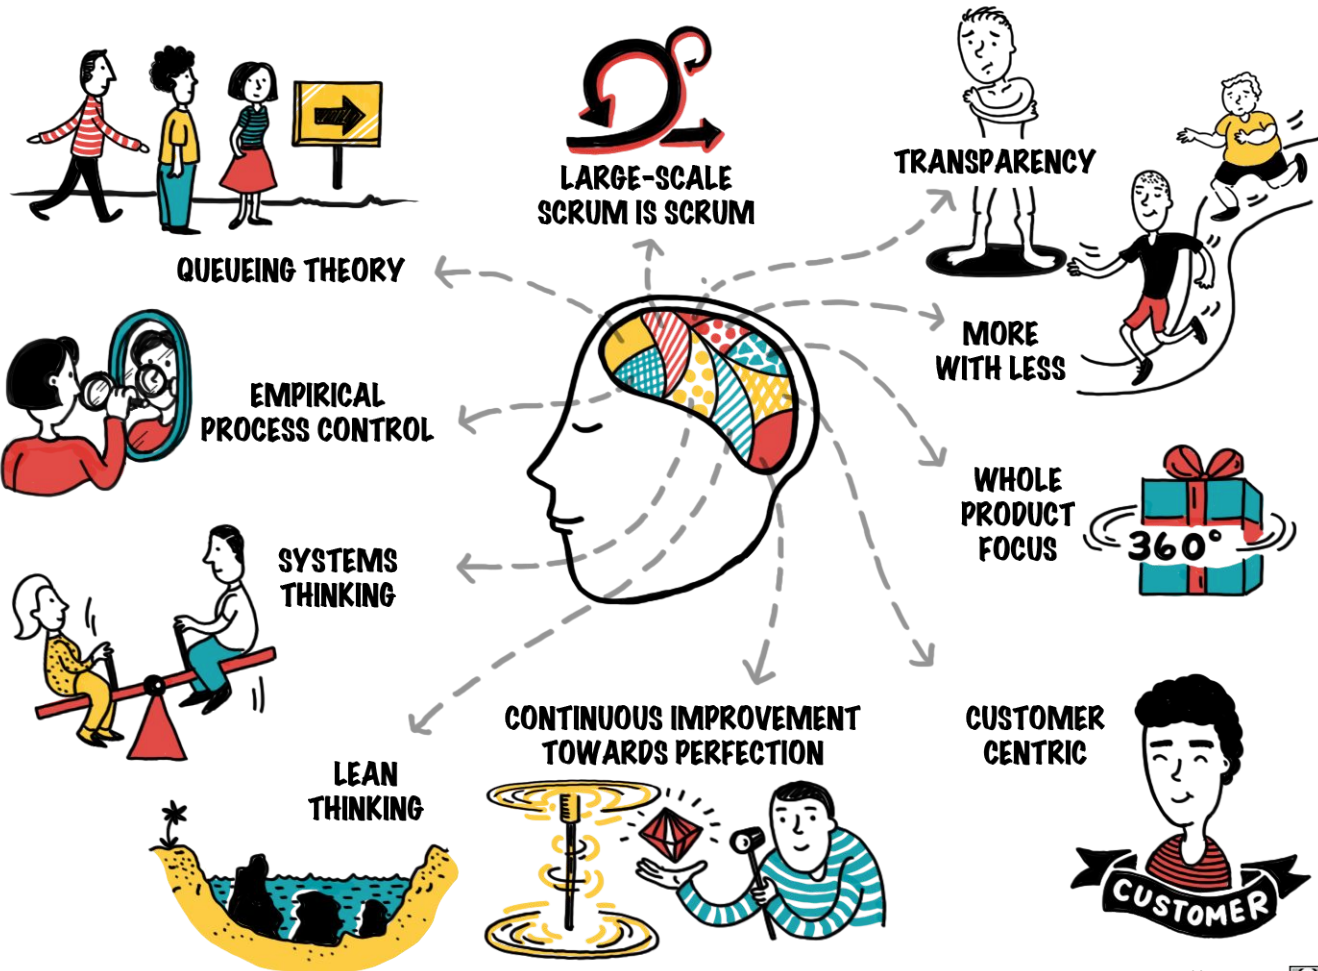 LARGE-SCALE
SCRUM IS SCRUM
TRANSPARENCY
QUEUEING THEORY
MORE
WITH LESS
EMPIRICAL
PROCESS CONTROL
WHOLE
PRODUCT
FOCUS
360°
SYSTEMS
THINKING
CONTINUOUS IMPROVEMENT
TOWARDS PERFECTION
CUSTOMER
CENTRIC
LEAN
THINKING
CUSTOMER